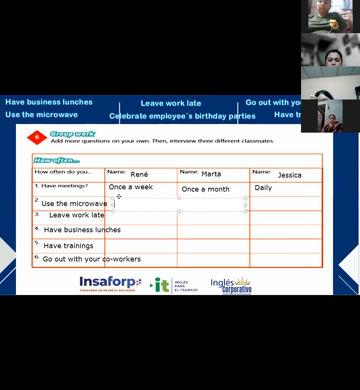 Have business lunches
Leave work late
Go out with you
Use the microwave
Celebrate employee´s birthday parties
Have tr
6
Group work
Add more questions on your own. Then, interview three different classmates.
How often...
How often do you...
Name: René
Name: Marta
Name: Jessica
1. Have meetings?
Once a week
Once a month
Daily
2. Use the microwave
3. Leave work late
4. Have business lunches
5. Have trainings
6. Go out with your co-workers
Insaforp
it
INGLÉS PARA EL TRABAJO
Inglés Corporativo